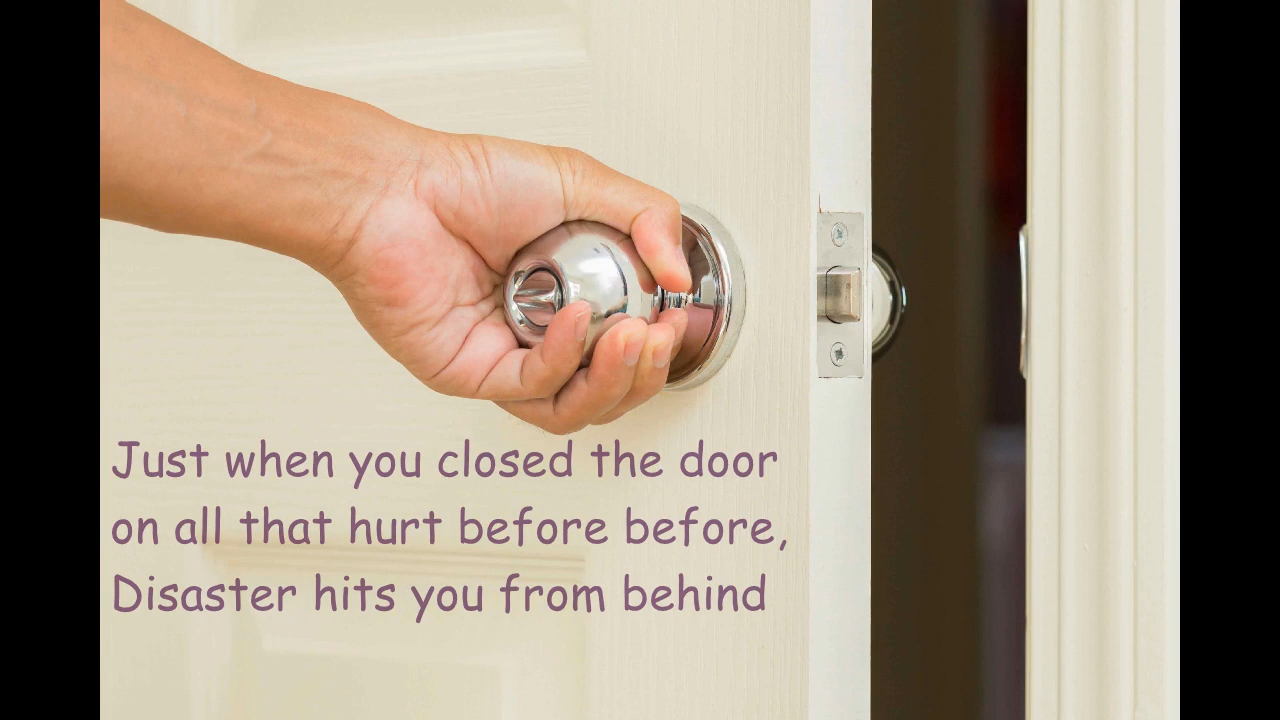 Just when you closed the door
on all that hurt before before,
Disaster hits you from behind